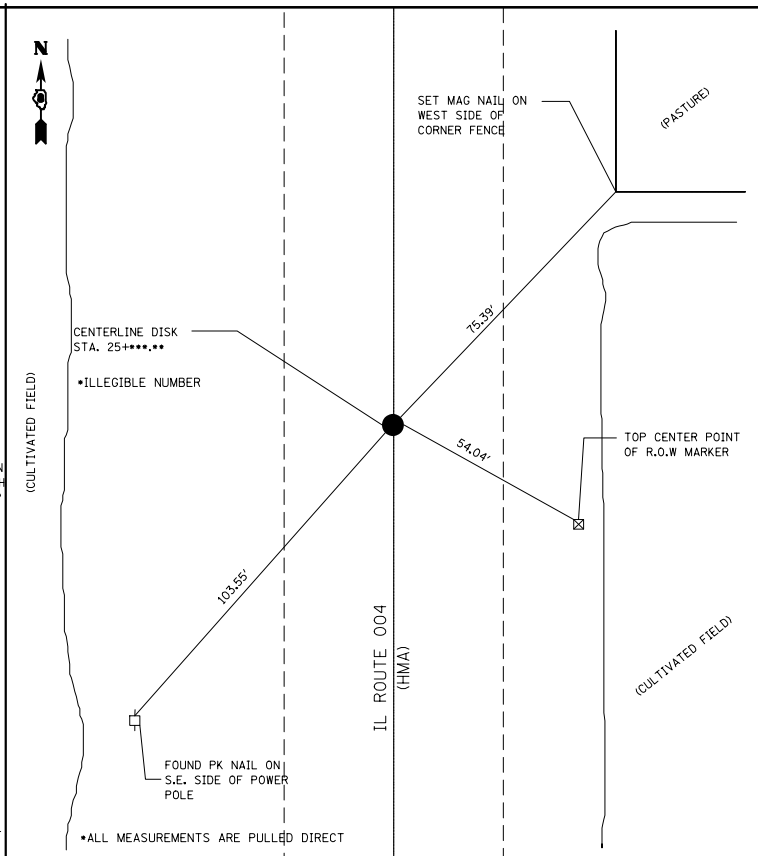 N
SET MAG NAIL ON
WEST SIDE OF
CORNER FENCE
(PASTURE)
75.39'
CENTERLINE DISK
STA. 25+***.**
*ILLEGIBLE NUMBER
(CULTIVATED FIELD)
54.04'
TOP CENTER POINT
OF R.O.W MARKER
103.55'
IL ROUTE 004
(HMA)
(CULTIVATED FIELD)
FOUND PK NAIL ON
S.E. SIDE OF POWER
POLE
*ALL MEASUREMENTS ARE PULLED DIRECT